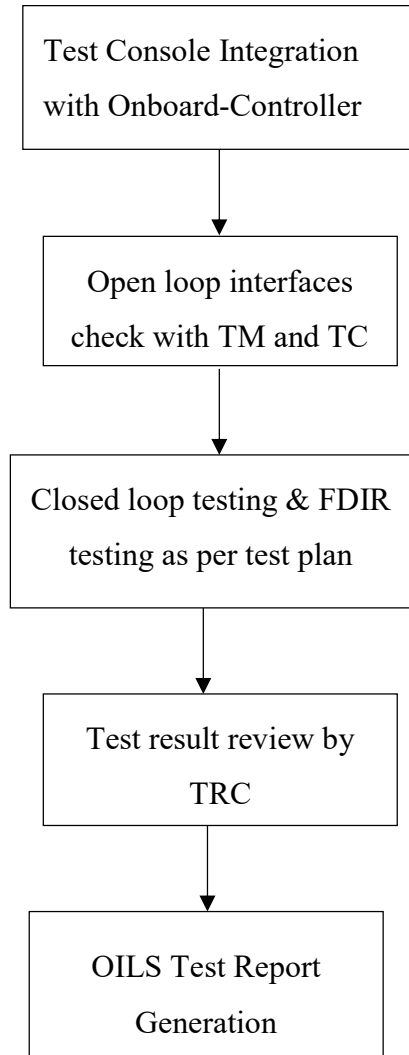 Test Console Integration
with Onboard-Controller
Open loop interfaces
check with TM and TC
Closed loop testing & FDIR
testing as per test plan
Test result review by
TRC
OILS Test Report
Generation